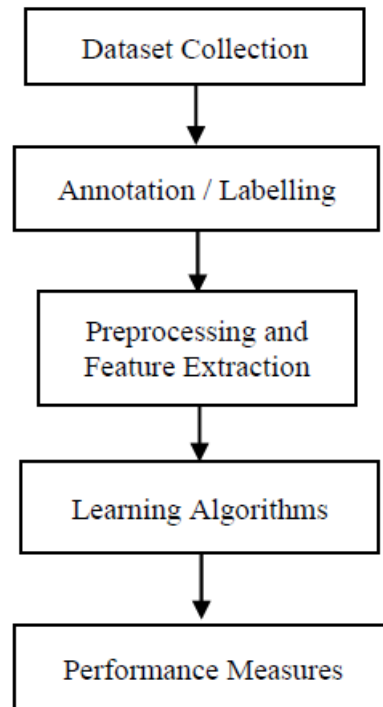 Dataset Collection
Annotation / Labelling
Preprocessing and
Feature Extraction
Learning Algorithms
Performance Measures